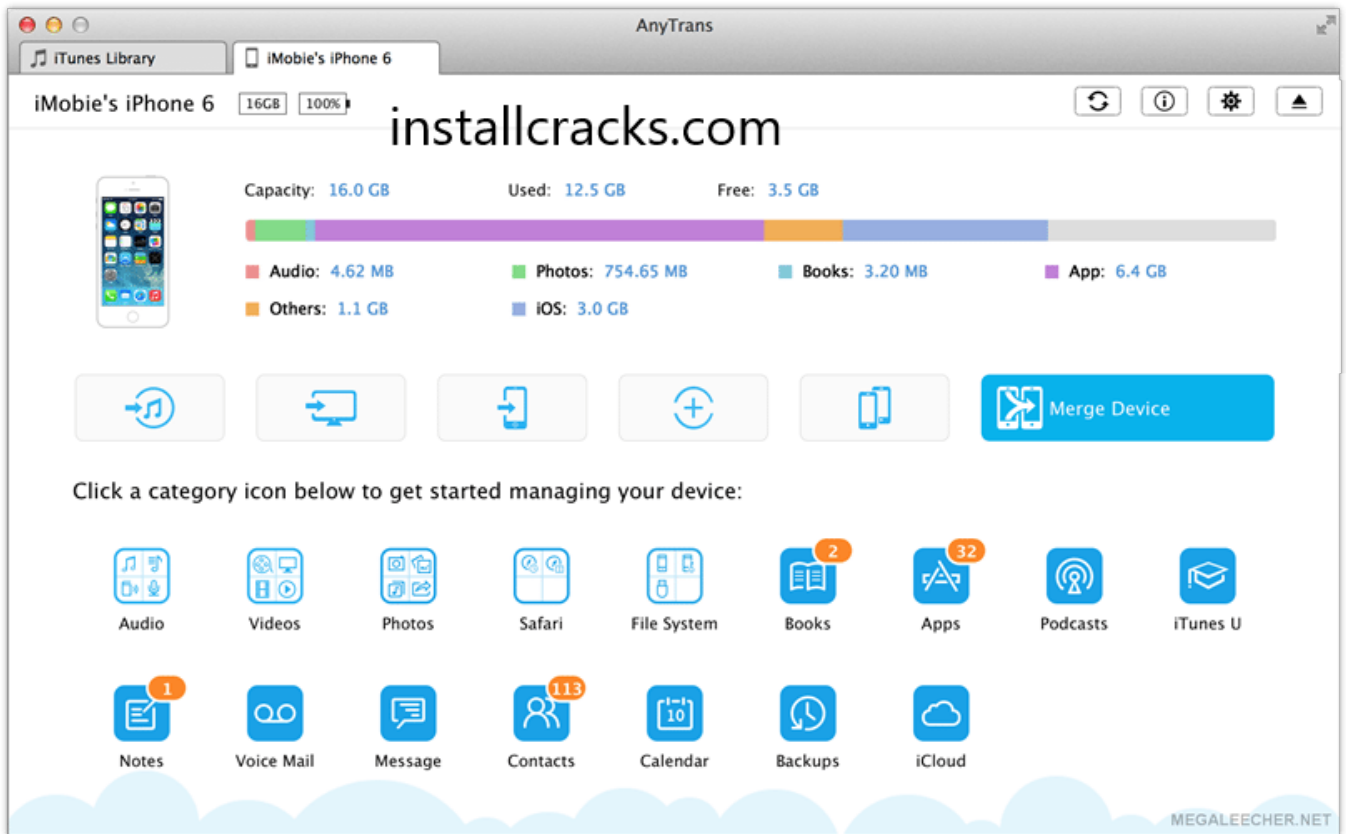 AnyTrans
iTunes Library
iMobie's iPhone 6
iMobie's iPhone 6 16GB 100%
installcracks.com
Capacity: 16.0 GB Used: 12.5 GB Free: 3.5 GB
Audio: 4.62 MB Photos: 754.65 MB Books: 3.20 MB App: 6.4 GB
Others: 1.1 GB iOS: 3.0 GB
Merge Device
Click a category icon below to get started managing your device:
2 32
Audio Videos Photos Safari File System Books Apps Podcasts iTunes U
1 113
10
Notes Voice Mail Message Contacts Calendar Backups iCloud
MEGALEECHER.NET